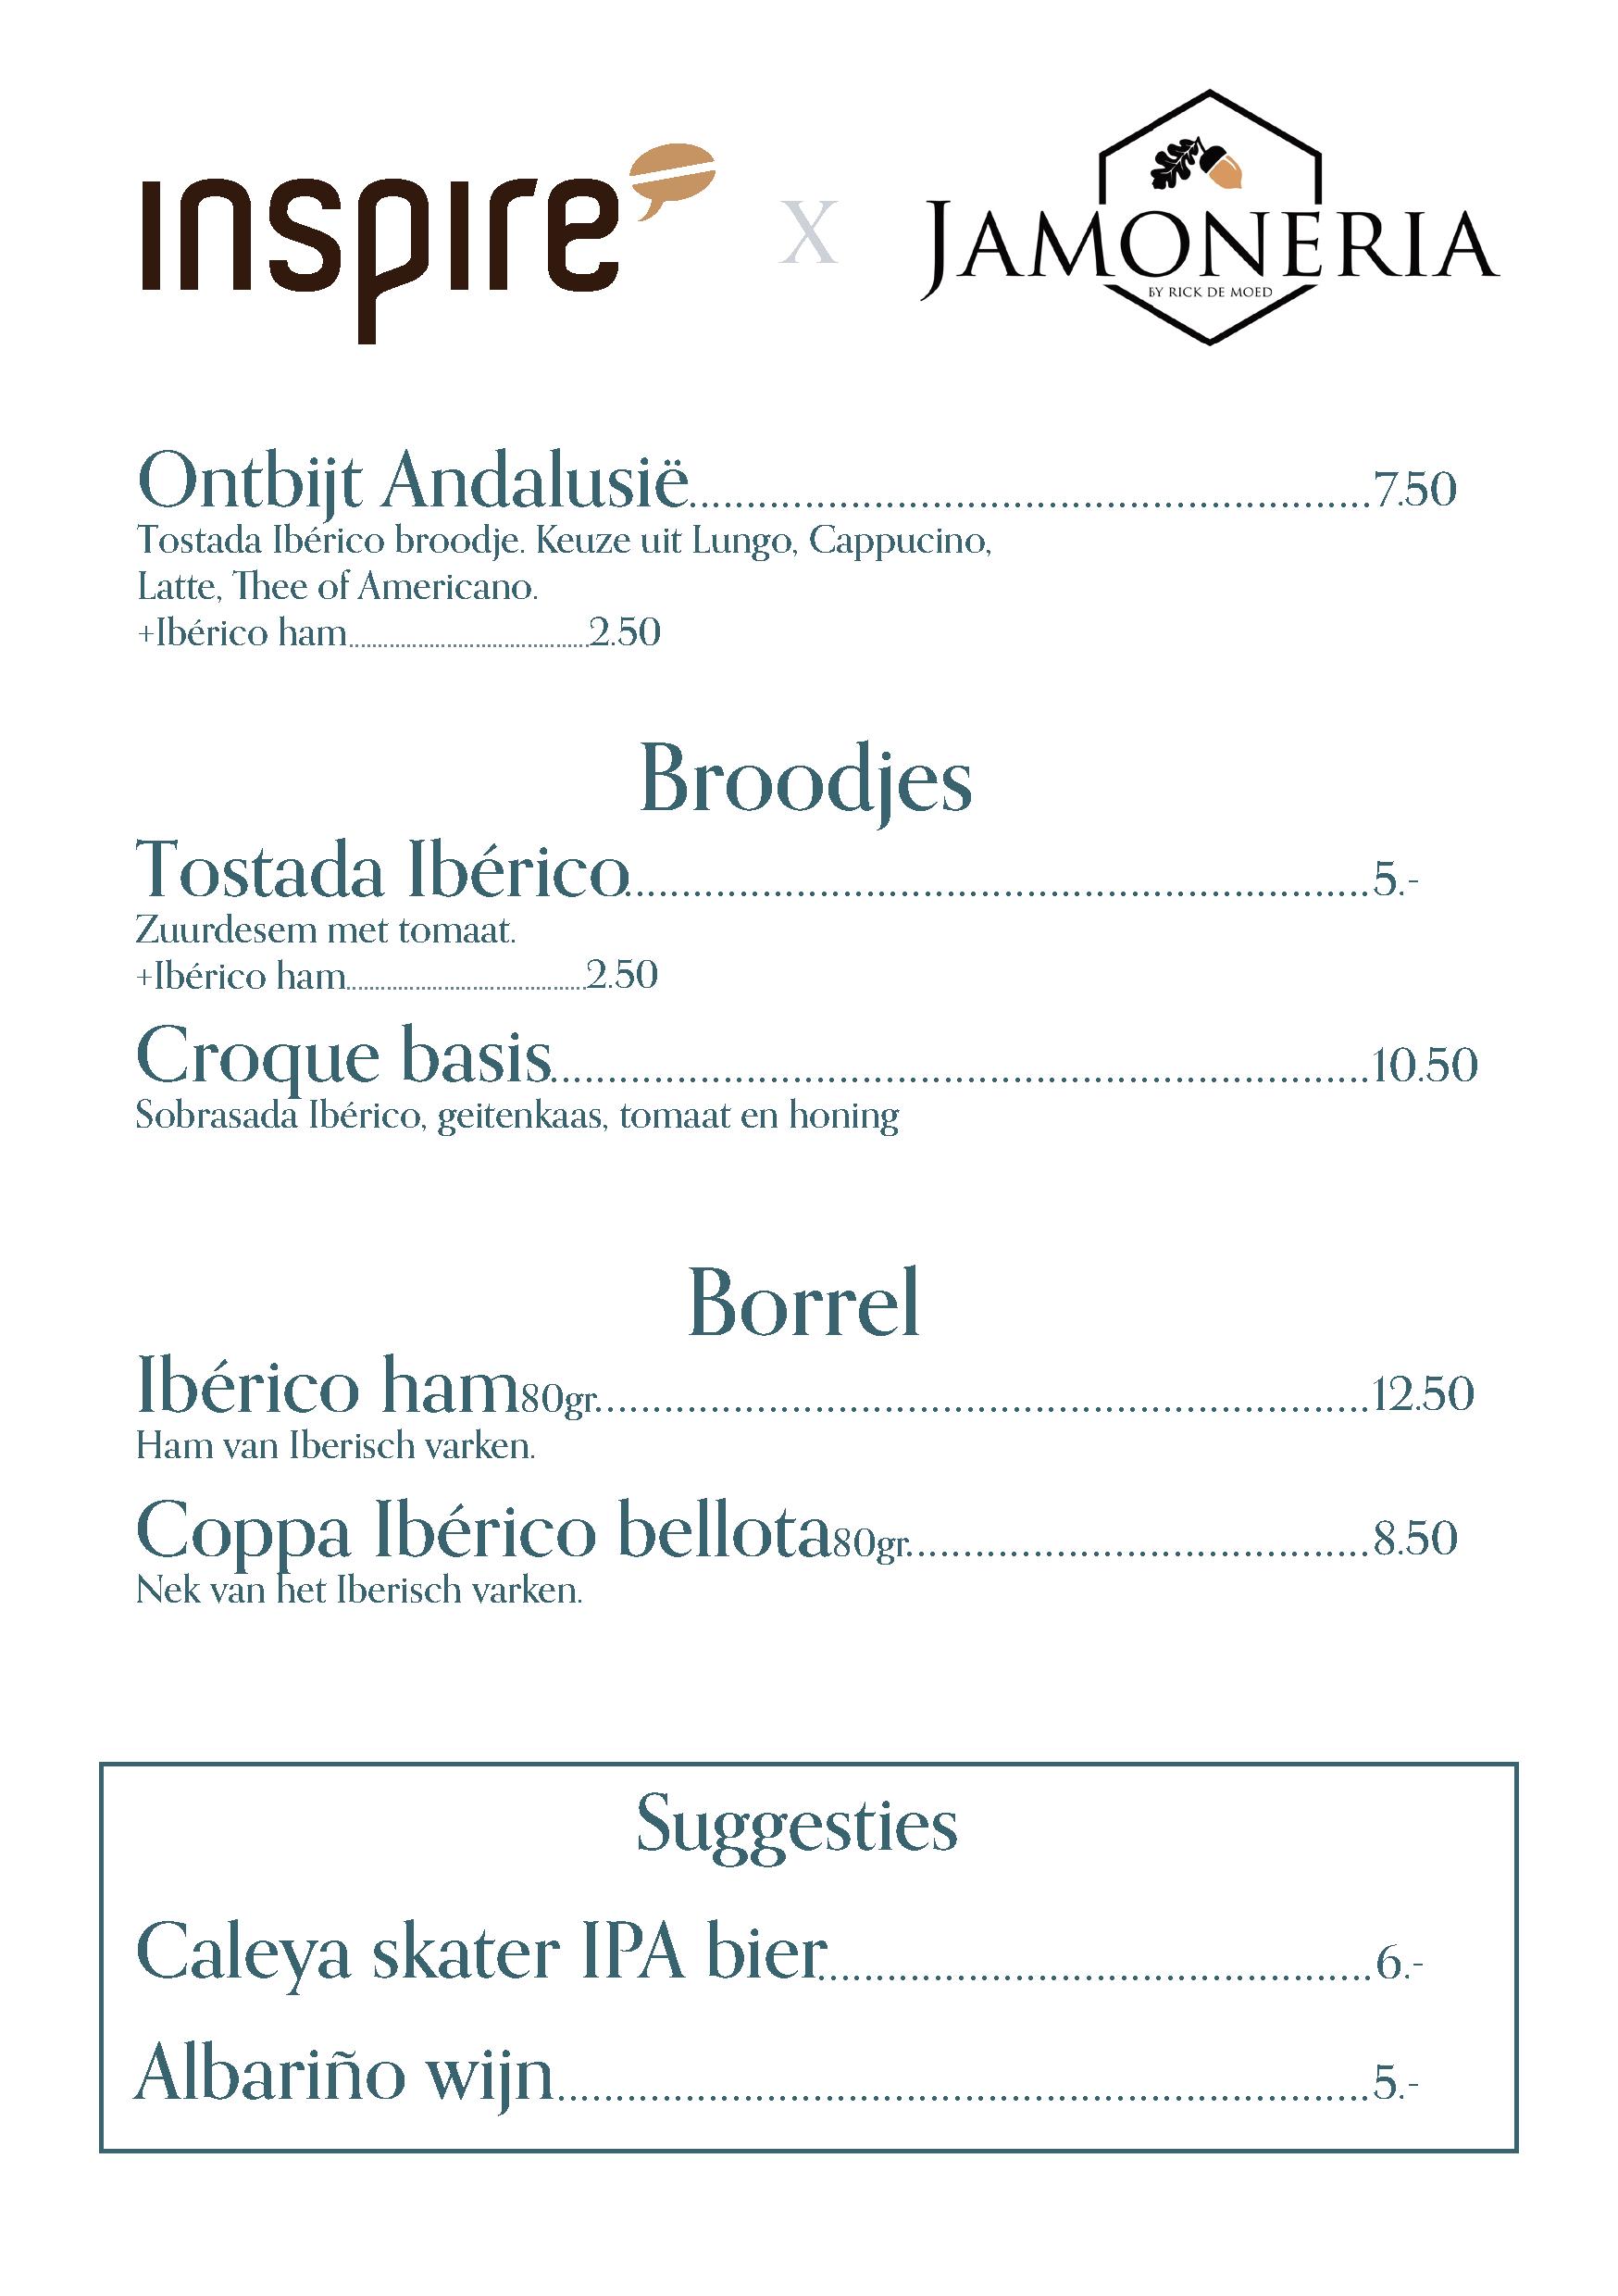 inspire x JAMONERIA
BY RICK DE MOED
Ontbijt Andalusië........................................................7.50
Tostada Ibérico broodje. Keuze uit Lungo, Cappucino,
Latte, Thee of Americano.
+Ibérico ham..........................................2.50
Broodjes
Tostada Ibérico..............................................................5.-
Zuurdesem met tomaat.
+Ibérico ham..........................................2.50
Croque basis....................................................................10.50
Sobrasada Ibérico, geitenkaas, tomaat en honing
Borrel
Ibérico ham80gr................................................................12.50
Ham van Iberisch varken.
Coppa Ibérico bellota80gr.......................................8.50
Nek van het Iberisch varken.
Suggesties
Caleya skater IPA bier..............................................6.-
Albariño wijn...................................................................5.-